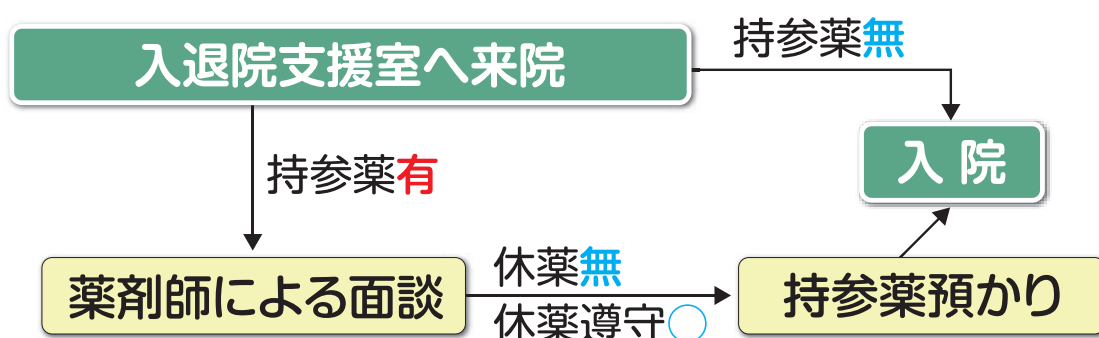 入退院支援室へ来院
持参薬無
入院
持参薬有
薬剤師による面談
休薬無
休薬遵守○
持参薬預かり